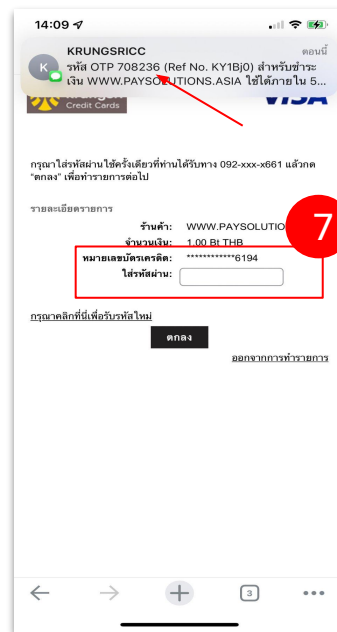 14:09
KRUNGSRICC
ตอนนี้
K
รหัส OTP 708236 (Ref No. KY1Bj0) สำหรับชำระ
เงิน WWW.PAYSOLUTIONS.ASIA ใช้ได้ภายใน 5...
Credit Cards
VISA
กรุณาใส่รหัสผ่านใช้ครั้งเดียวที่ท่านได้รับทาง 092-xxx-x661 แล้วกด
"ตกลง" เพื่อทำรายการต่อไป
รายละเอียดรายการ
ร้านค้า: WWW.PAYSOLUTIO
7
จำนวนเงิน: 1.00 Bt THB
หมายเลขบัตรเครดิต: ************6194
ใส่รหัสผ่าน:
กรุณาคลิกที่นี่เพื่อรับรหัสใหม่
ตกลง
ออกจากการทำรายการ
3